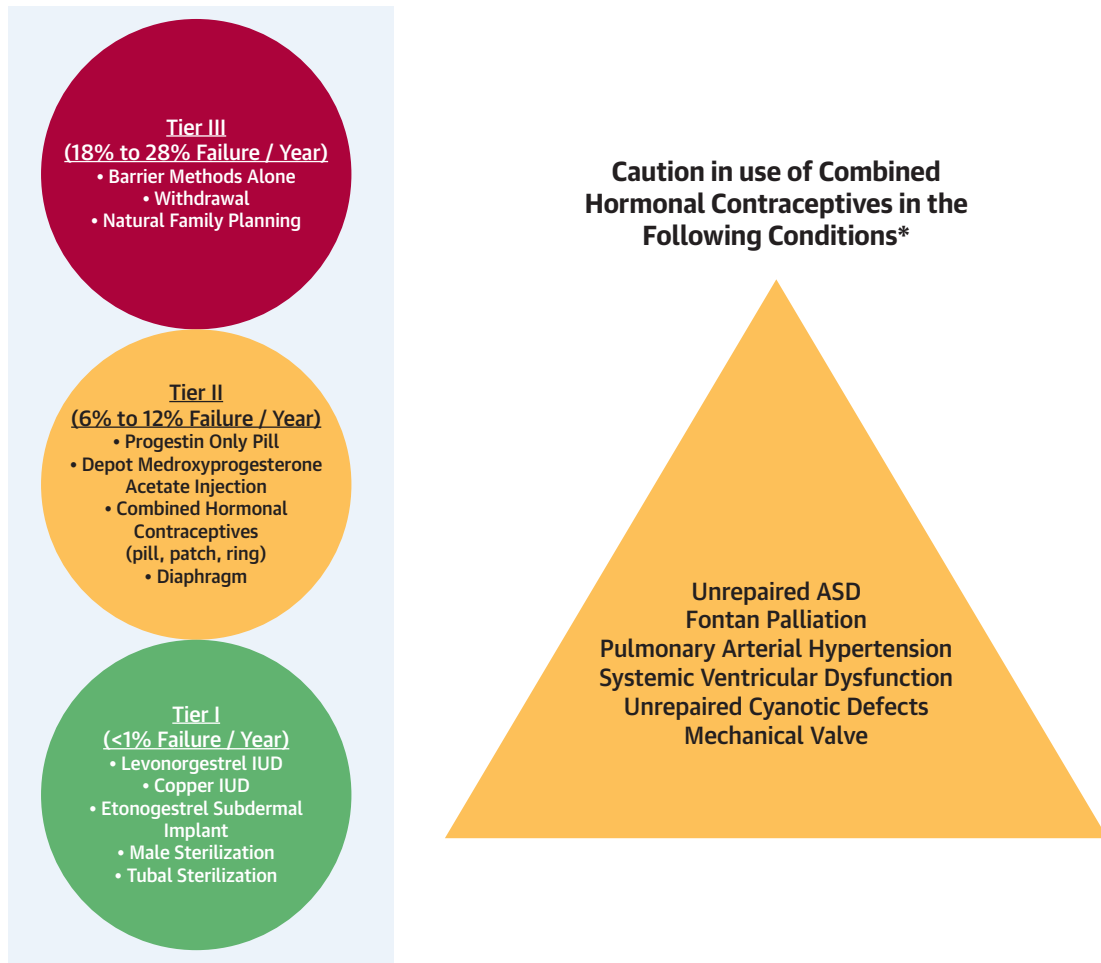 Tier III
(18% to 28% Failure / Year)
• Barrier Methods Alone
• Withdrawal
• Natural Family Planning
Tier II
(6% to 12% Failure / Year)
• Progestin Only Pill
• Depot Medroxyprogesterone
Acetate Injection
• Combined Hormonal
Contraceptives
(pill, patch, ring)
• Diaphragm
Tier I
(<1% Failure / Year)
• Levonorgestrel IUD
• Copper IUD
• Etonogestrel Subdermal
Implant
• Male Sterilization
• Tubal Sterilization
Caution in use of Combined
Hormonal Contraceptives in the
Following Conditions*
Unrepaired ASD
Fontan Palliation
Pulmonary Arterial Hypertension
Systemic Ventricular Dysfunction
Unrepaired Cyanotic Defects
Mechanical Valve